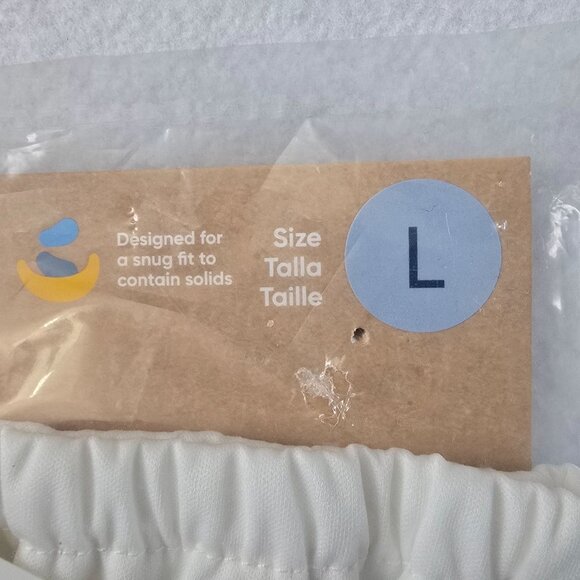 Designed for
a snug fit to
contain solids
Size
Talla
Taille
L